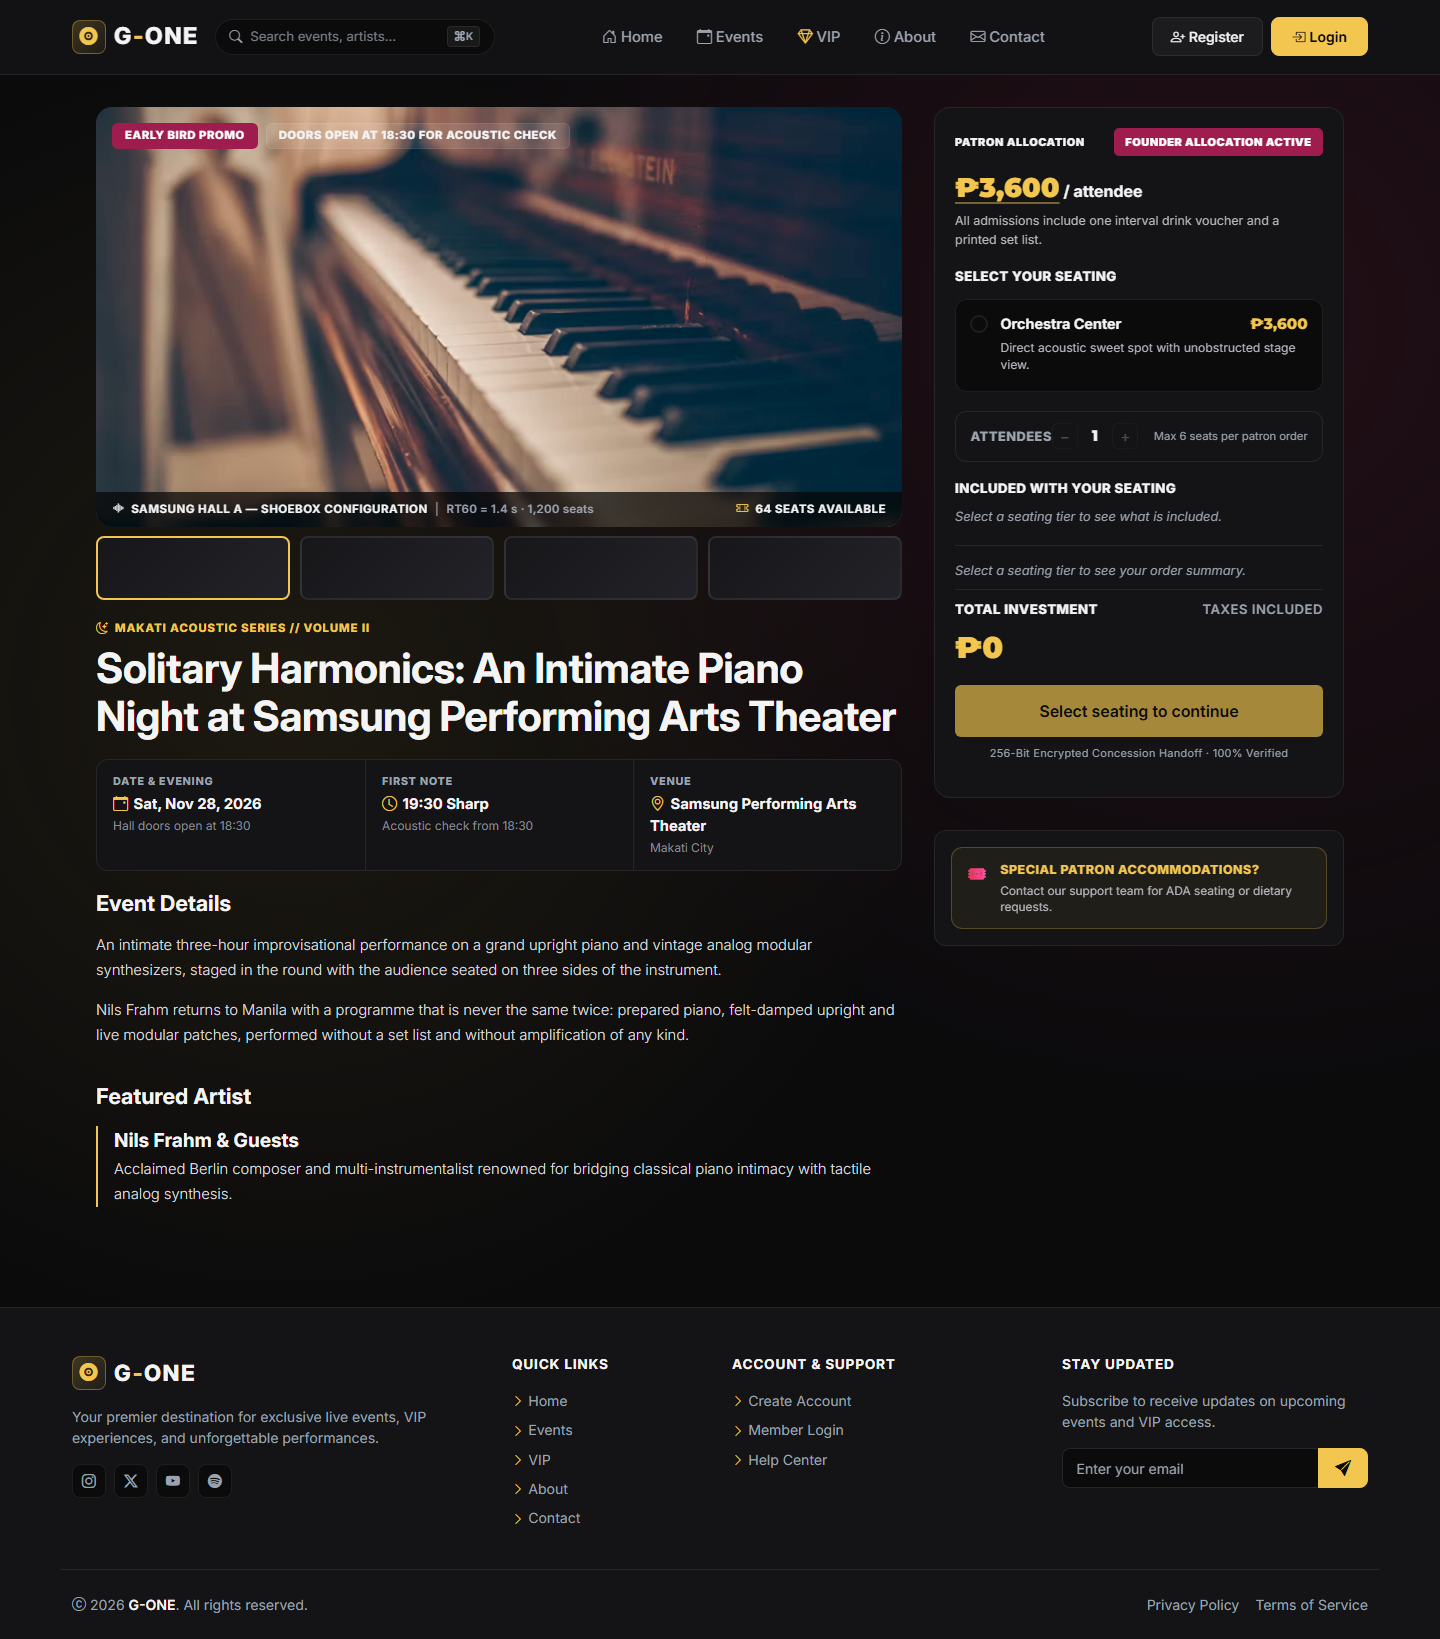 G-ONE
Search events, artists...
⌘K
Home
Events
VIP
About
Contact
Register
Login
EARLY BIRD PROMO
DOORS OPEN AT 18:30 FOR ACOUSTIC CHECK
SAMSUNG HALL A — SHOEBOX CONFIGURATION | RT60 = 1.4 s · 1,200 seats
64 SEATS AVAILABLE
MAKATI ACOUSTIC SERIES // VOLUME II
Solitary Harmonics: An Intimate Piano
Night at Samsung Performing Arts Theater
DATE & EVENING
Sat, Nov 28, 2026
Hall doors open at 18:30
FIRST NOTE
19:30 Sharp
Acoustic check from 18:30
VENUE
Samsung Performing Arts
Theater
Makati City
Event Details
An intimate three-hour improvisational performance on a grand upright piano and vintage analog modular
synthesizers, staged in the round with the audience seated on three sides of the instrument.
Nils Frahm returns to Manila with a programme that is never the same twice: prepared piano, felt-damped upright and
live modular patches, performed without a set list and without amplification of any kind.
Featured Artist
Nils Frahm & Guests
Acclaimed Berlin composer and multi-instrumentalist renowned for bridging classical piano intimacy with tactile
analog synthesis.
PATRON ALLOCATION
FOUNDER ALLOCATION ACTIVE
₱3,600 / attendee
All admissions include one interval drink voucher and a
printed set list.
SELECT YOUR SEATING
Orchestra Center
₱3,600
Direct acoustic sweet spot with unobstructed stage
view.
ATTENDEES − 1 +
Max 6 seats per patron order
INCLUDED WITH YOUR SEATING
Select a seating tier to see what is included.
Select a seating tier to see your order summary.
TOTAL INVESTMENT
TAXES INCLUDED
₱0
Select seating to continue
256-Bit Encrypted Concession Handoff · 100% Verified
SPECIAL PATRON ACCOMMODATIONS?
Contact our support team for ADA seating or dietary
requests.
G-ONE
Your premier destination for exclusive live events, VIP
experiences, and unforgettable performances.
QUICK LINKS
Home
Events
VIP
About
Contact
ACCOUNT & SUPPORT
Create Account
Member Login
Help Center
STAY UPDATED
Subscribe to receive updates on upcoming
events and VIP access.
Enter your email
© 2026 G-ONE. All rights reserved.
Privacy Policy
Terms of Service